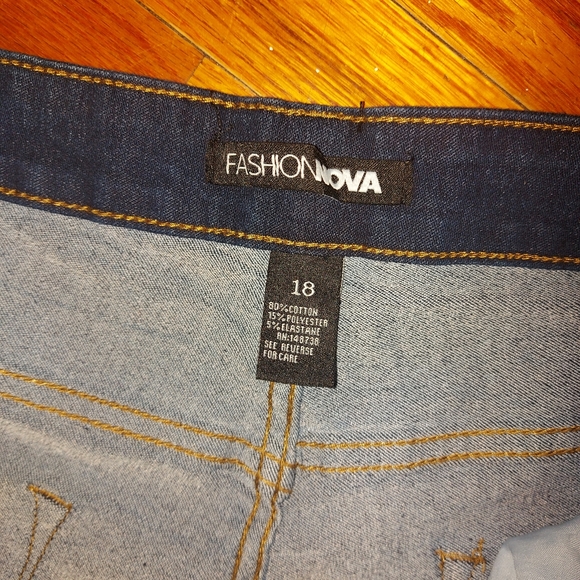 FASHIONNOVA
18
80%COTTON
15%POLYESTER
5%ELASTANE
RN:148738
SEE REVERSE
FOR CARE